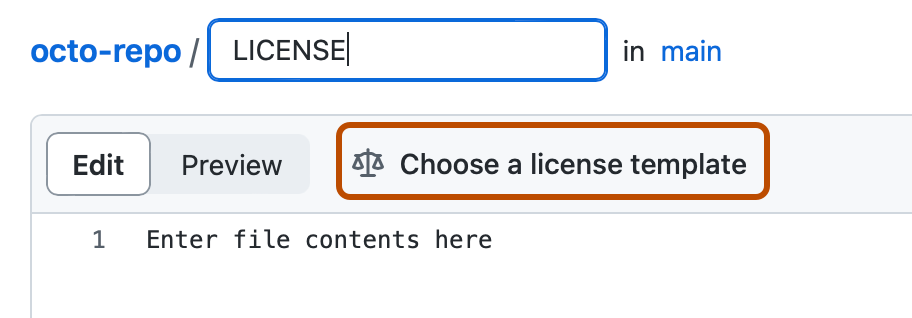 octo-repo / LICENSE in main
Edit Preview Choose a license template
1 Enter file contents here